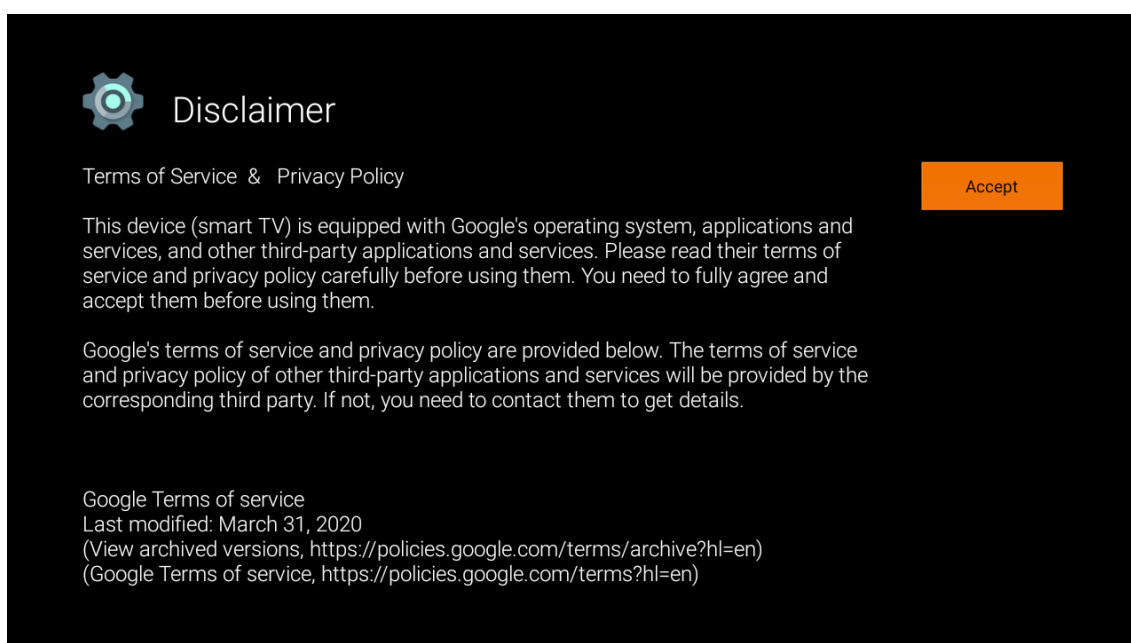 Disclaimer
Terms of Service & Privacy Policy
Accept
This device (smart TV) is equipped with Google's operating system, applications and
services, and other third-party applications and services. Please read their terms of
service and privacy policy carefully before using them. You need to fully agree and
accept them before using them.
Google's terms of service and privacy policy are provided below. The terms of service
and privacy policy of other third-party applications and services will be provided by the
corresponding third party. If not, you need to contact them to get details.
Google Terms of service
Last modified: March 31, 2020
(View archived versions, https://policies.google.com/terms/archive?hl=en)
(Google Terms of service, https://policies.google.com/terms?hl=en)